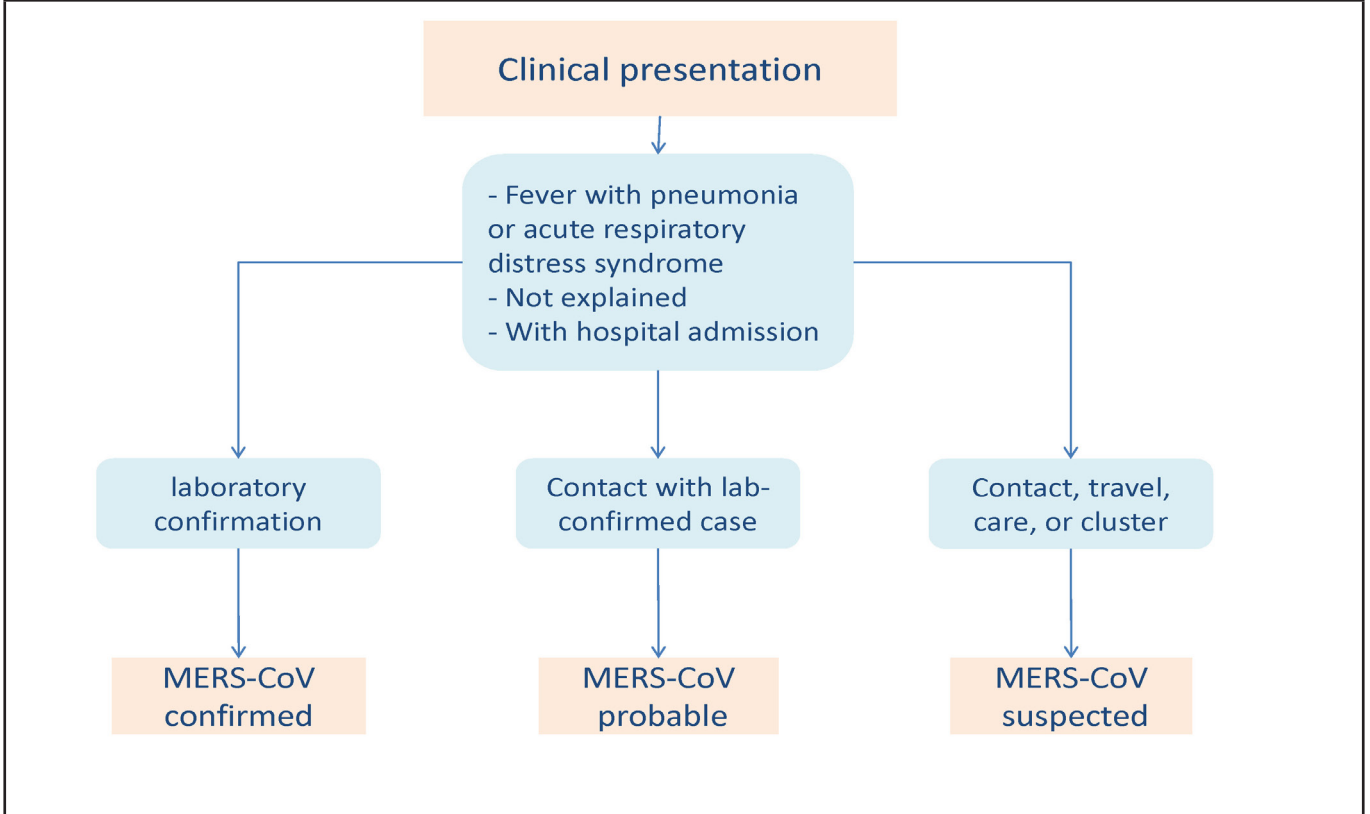 Clinical presentation
- Fever with pneumonia
or acute respiratory
distress syndrome
- Not explained
- With hospital admission
laboratory
confirmation
Contact with lab-
confirmed case
Contact, travel,
care, or cluster
MERS-CoV
confirmed
MERS-CoV
probable
MERS-CoV
suspected